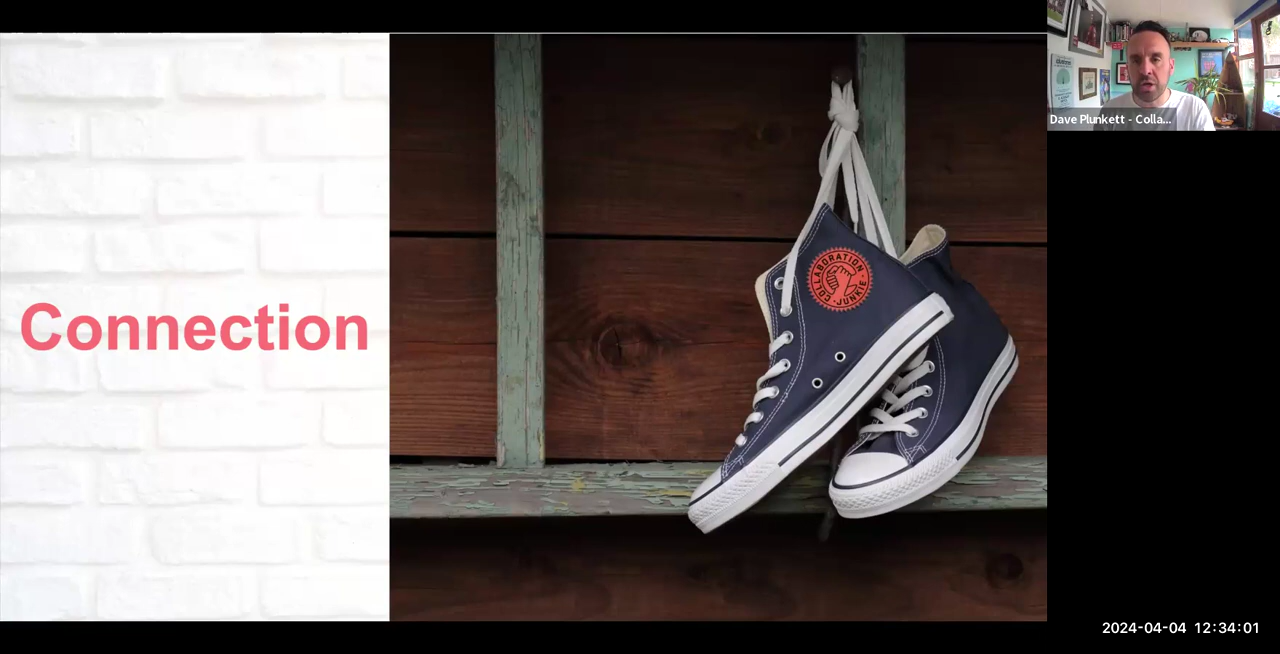 Connection
COLLABORATION
JUNKIE
Dave Plunkett - Colla...
2024-04-04 12:34:01